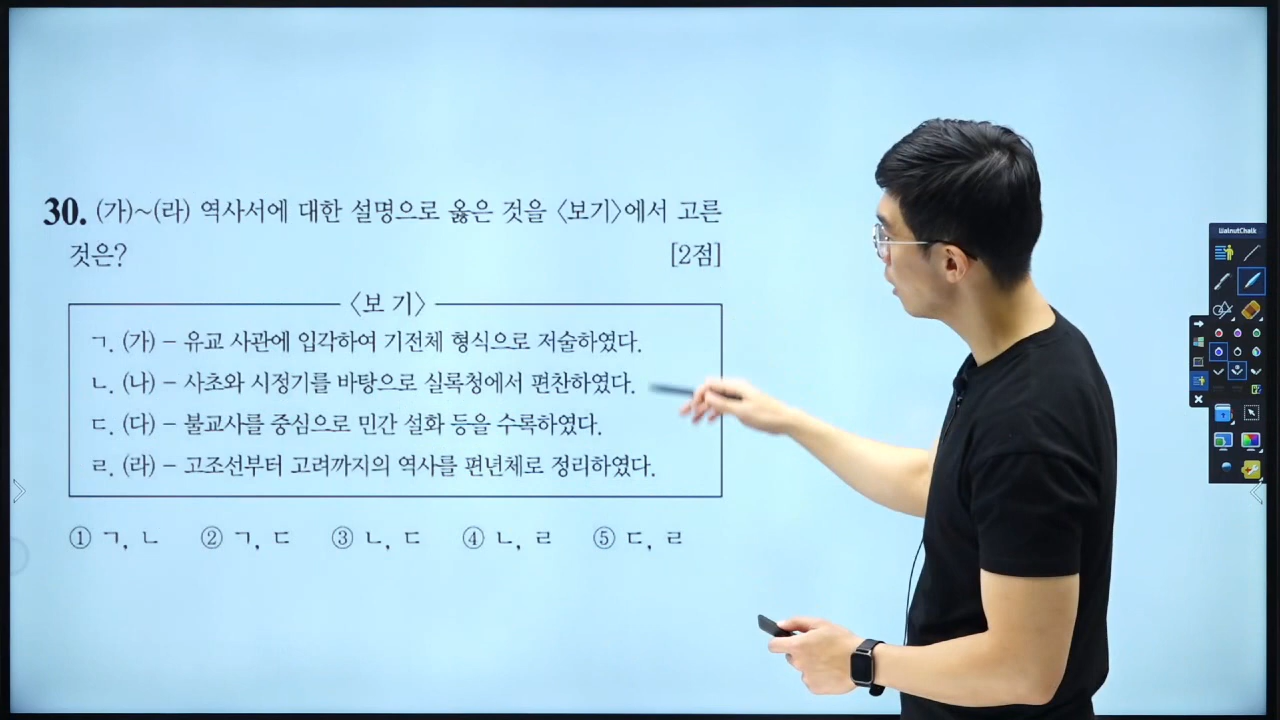 30. (가)~(라) 역사서에 대한 설명으로 옳은 것을 <보기>에서 고른
것은? [2점]
<보 기>
ㄱ. (가) - 유교 사관에 입각하여 기전체 형식으로 저술하였다.
ㄴ. (나) - 사초와 시정기를 바탕으로 실록청에서 편찬하였다.
ㄷ. (다) - 불교사를 중심으로 민간 설화 등을 수록하였다.
ㄹ. (라) - 고조선부터 고려까지의 역사를 편년체로 정리하였다.
① ㄱ, ㄴ ② ㄱ, ㄷ ③ ㄴ, ㄷ ④ ㄴ, ㄹ ⑤ ㄷ, ㄹ
WalnutChalk